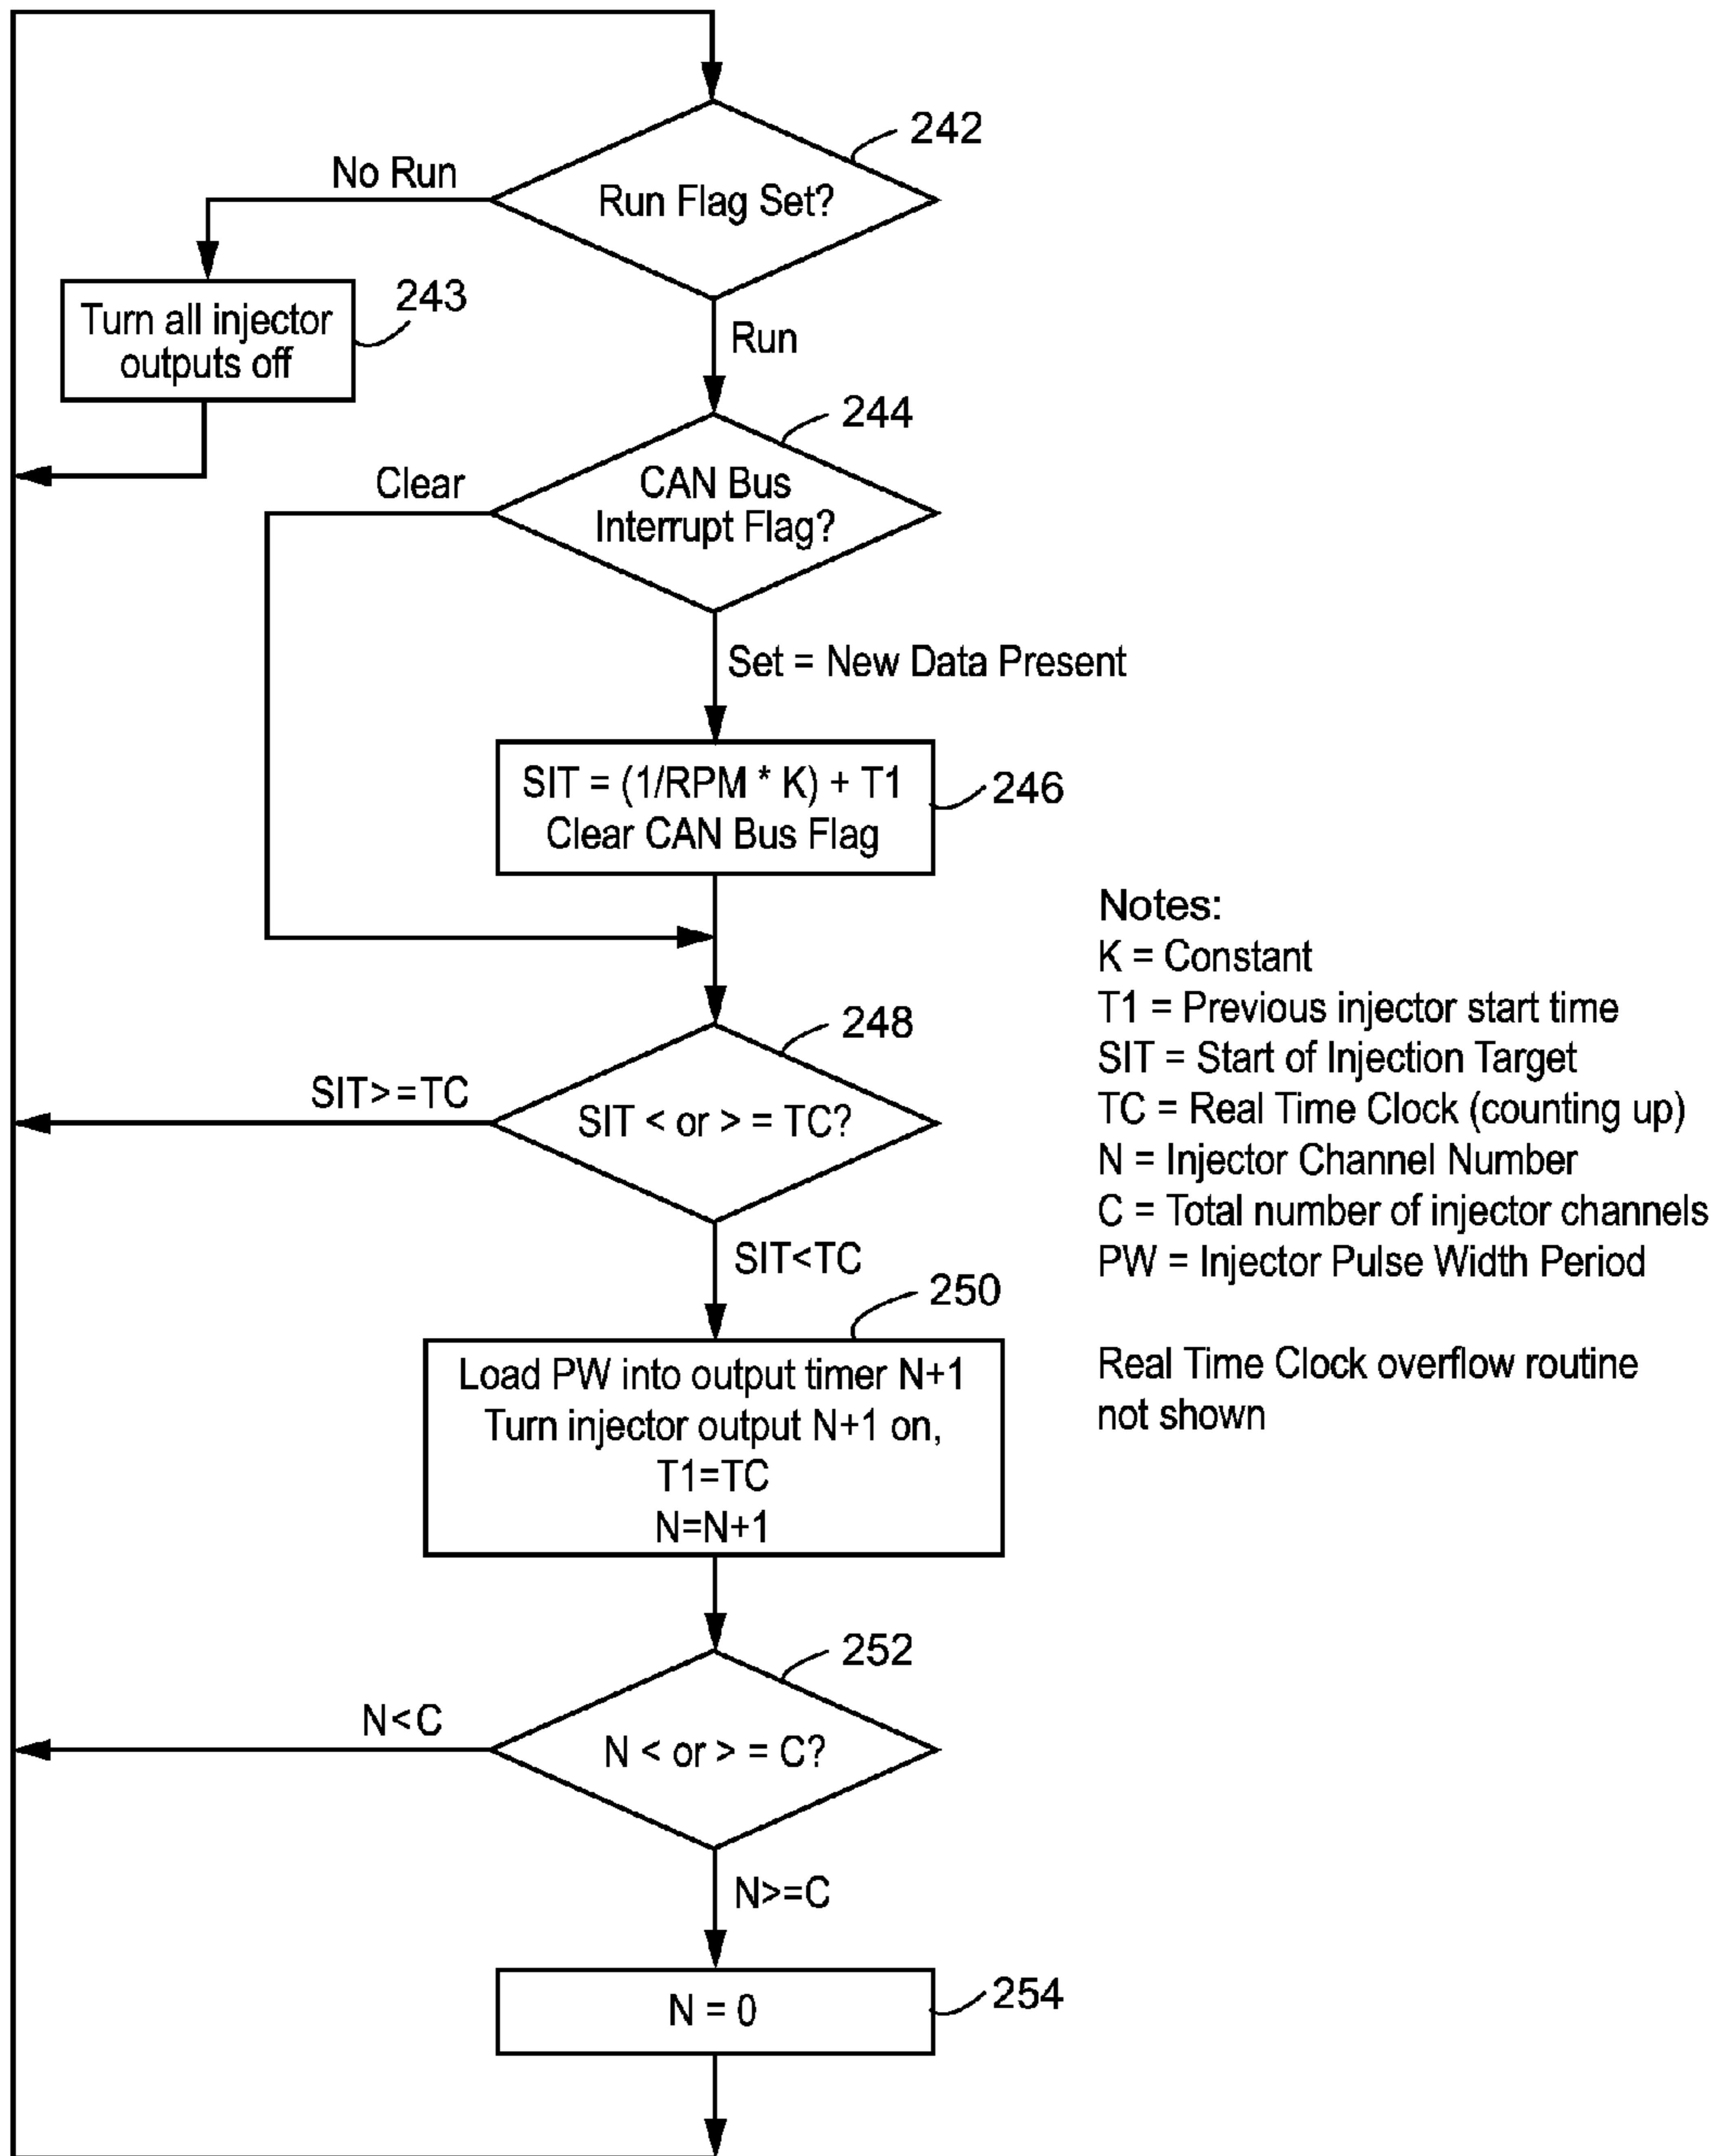 242
No Run
Run Flag Set?
243
Turn all injector
outputs off
Run
244
Clear
CAN Bus
Interrupt Flag?
Set = New Data Present
SIT = (1/RPM * K) + T1
Clear CAN Bus Flag
246
Notes:
K = Constant
T1 = Previous injector start time
SIT = Start of Injection Target
TC = Real Time Clock (counting up)
N = Injector Channel Number
C = Total number of injector channels
PW = Injector Pulse Width Period
Real Time Clock overflow routine
not shown
248
SIT>=TC
SIT < or > = TC?
SIT<TC
250
Load PW into output timer N+1
Turn injector output N+1 on,
T1=TC
N=N+1
252
N<C
N < or > = C?
N>=C
N = 0
254